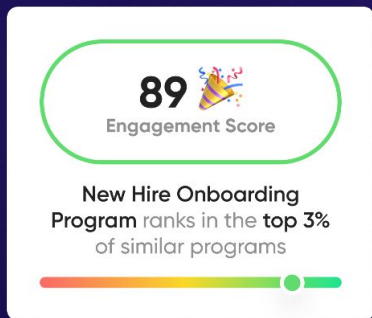 89
Engagement Score
New Hire Onboarding
Program ranks in the top 3%
of similar programs